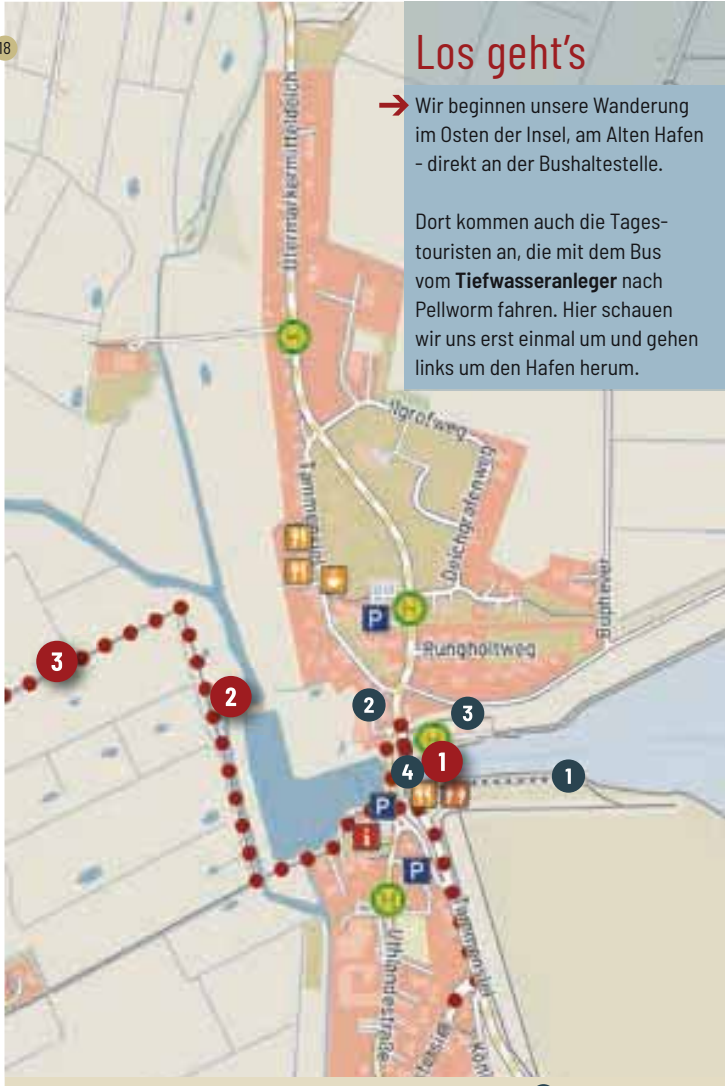 18
Los geht's
Wir beginnen unsere Wanderung
im Osten der Insel, am Alten Hafen
- direkt an der Bushaltestelle.
Dort kommen auch die Tages-
touristen an, die mit dem Bus
vom Tiefwasseranleger nach
Pellworm fahren. Hier schauen
wir uns erst einmal um und gehen
links um den Hafen herum.
Ütermarkermitteldeich
H
Ilgrofweg
Deichgrafenweg
P
H
Rungholtweg
Buphever
3
2
2
3
H
4
1
1
P
i
P
H
Uthlandestraße